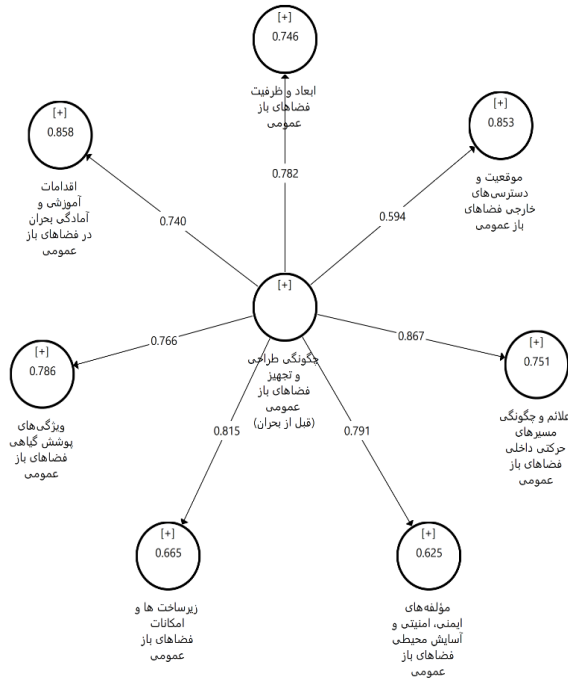 [+]
0.746
ابعاد و ظرفیت
فضاهای باز
عمومی
[+]
0.853
موقعیت و
دسترسی‌های
خارجی فضاهای
باز عمومی
[+]
0.858
اقدامات
آموزشی و
آمادگی بحران
در فضاهای باز
عمومی
0.782
0.594
0.740
[+]
چگونگی طراحی
و تجهیز
فضاهای باز
عمومی
(قبل از بحران)
0.867
0.766
[+]
0.751
علائم و چگونگی
مسیرهای
حرکتی داخلی
فضاهای باز
عمومی
[+]
0.786
ویژگی‌های
پوشش گیاهی
فضاهای باز
عمومی
0.791
0.815
[+]
0.625
مؤلفه‌های
ایمنی، امنیتی و
آسایش محیطی
فضاهای باز
عمومی
[+]
0.665
زیرساخت ها و
امکانات
فضاهای باز
عمومی